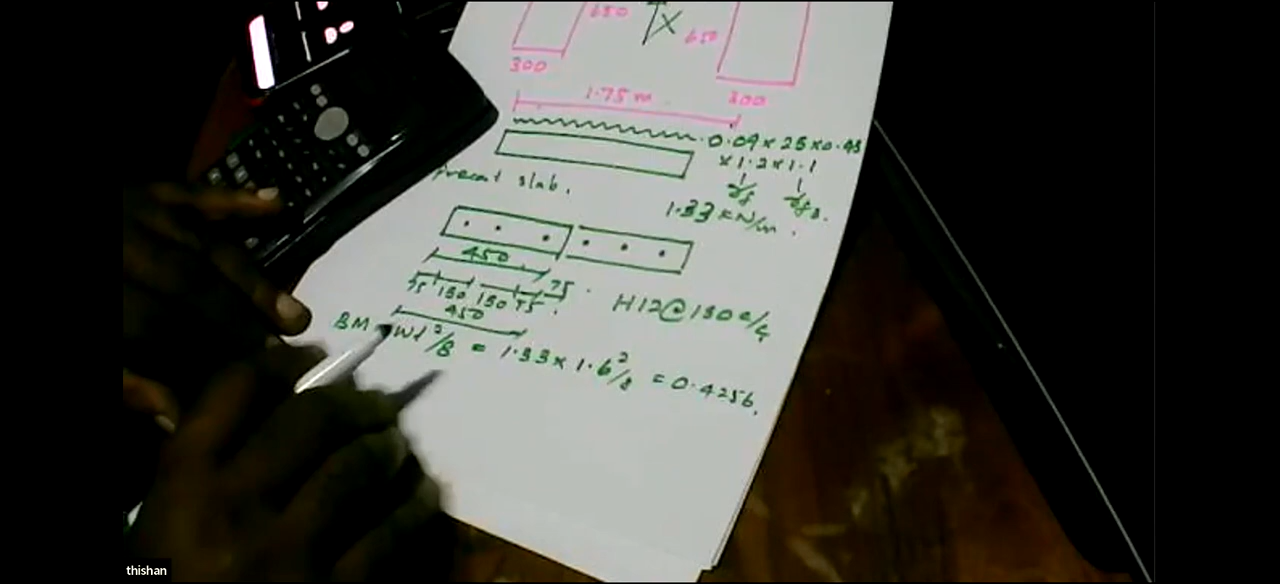 650
X
650
300
300
1.75 m
0.09 x 25 x 0.45
x 1.2 x 1.1
precast slab.
1.33 kN/m.
450
75 150 150 75 75
450
H12@150 c/c
BM = wl²/8 = 1.33 x 1.6²/8 = 0.4256.
thishan